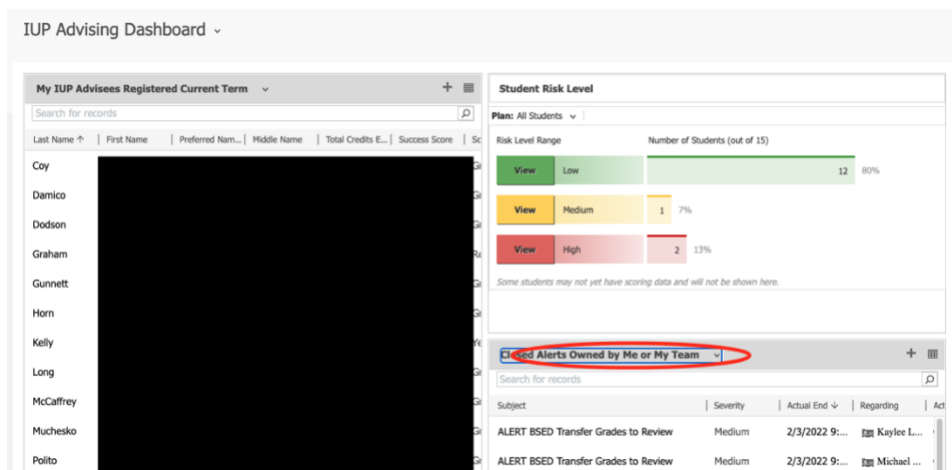 IUP Advising Dashboard
My IUP Advisees Registered Current Term
Search for records
Last Name First Name Preferred Nam... Middle Name Total Credits E... Success Score Sc
Coy
Damico
Dodson
Graham
Gunnett
Horn
Kelly
Long
McCaffrey
Muchesko
Polito
Student Risk Level
Plan: All Students
Risk Level Range Number of Students (out of 15)
View Low 12 80%
View Medium 1 7%
View High 2 13%
Some students may not yet have scoring data and will not be shown here.
Closed Alerts Owned by Me or My Team
Search for records
Subject Severity Actual End Regarding Act
ALERT BSED Transfer Grades to Review Medium 2/3/2022 9:... Kaylee L...
ALERT BSED Transfer Grades to Review Medium 2/3/2022 9:... Michael ...